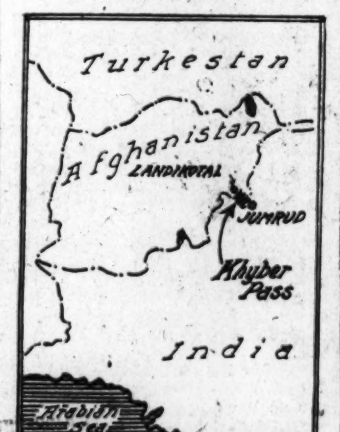 Turkestan
Afghanistan
LANDIKOTAL
JUMRUD
Khyber
Pass
India
Arabian
Sea